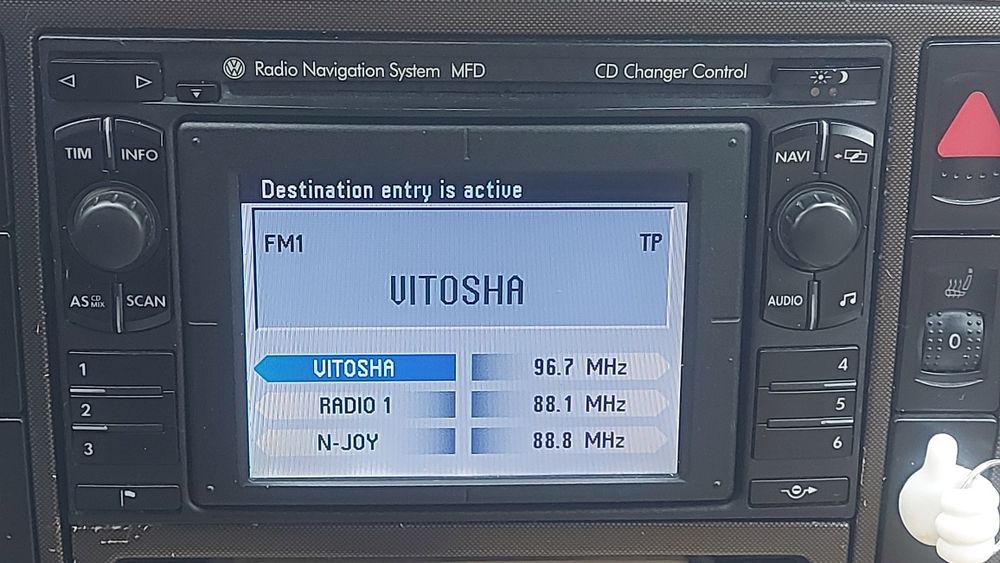 Radio Navigation System MFD
CD Changer Control
TIM
INFO
NAVI
AS CD MIX
SCAN
AUDIO
Destination entry is active
FM1
TP
VITOSHA
VITOSHA 96.7 MHz
RADIO 1 88.1 MHz
N-JOY 88.8 MHz
1
2
3
4
5
6
0